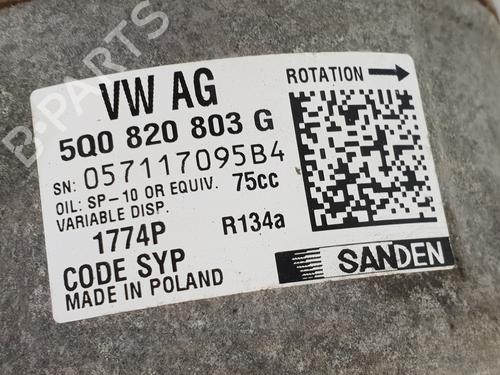 B-PARTS
VW AG
ROTATION
5Q0 820 803 G
SN: 057117095B4
OIL: SP-10 OR EQUIV. 75cc
VARIABLE DISP.
1774P R134a
CODE SYP
MADE IN POLAND
SANDEN